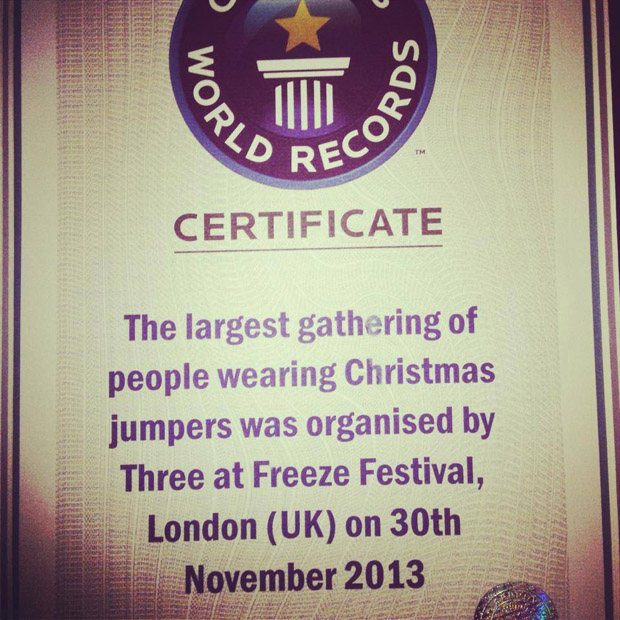 WORLD RECORDS
TM
CERTIFICATE
The largest gathering of
people wearing Christmas
jumpers was organised by
Three at Freeze Festival,
London (UK) on 30th
November 2013